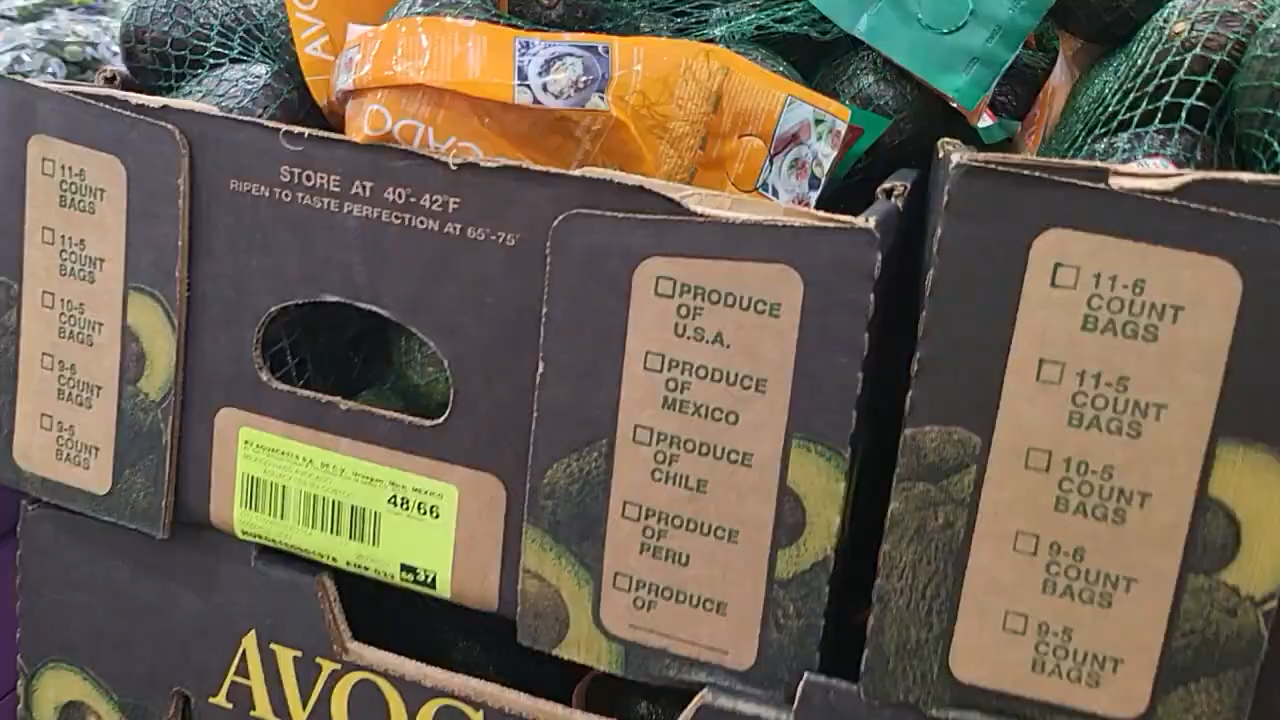 AVO
OCADO
STORE AT 40°-42°F
RIPEN TO TASTE PERFECTION AT 65°-75°
11-6
COUNT
BAGS
11-5
COUNT
BAGS
10-5
COUNT
BAGS
9-6
COUNT
BAGS
9-5
COUNT
BAGS
48/66
37
PRODUCE
OF
U.S.A.
PRODUCE
OF
MEXICO
PRODUCE
OF
CHILE
PRODUCE
OF
PERU
PRODUCE
OF
11-6
COUNT
BAGS
11-5
COUNT
BAGS
10-5
COUNT
BAGS
9-6
COUNT
BAGS
9-5
COUNT
BAGS
AVOC